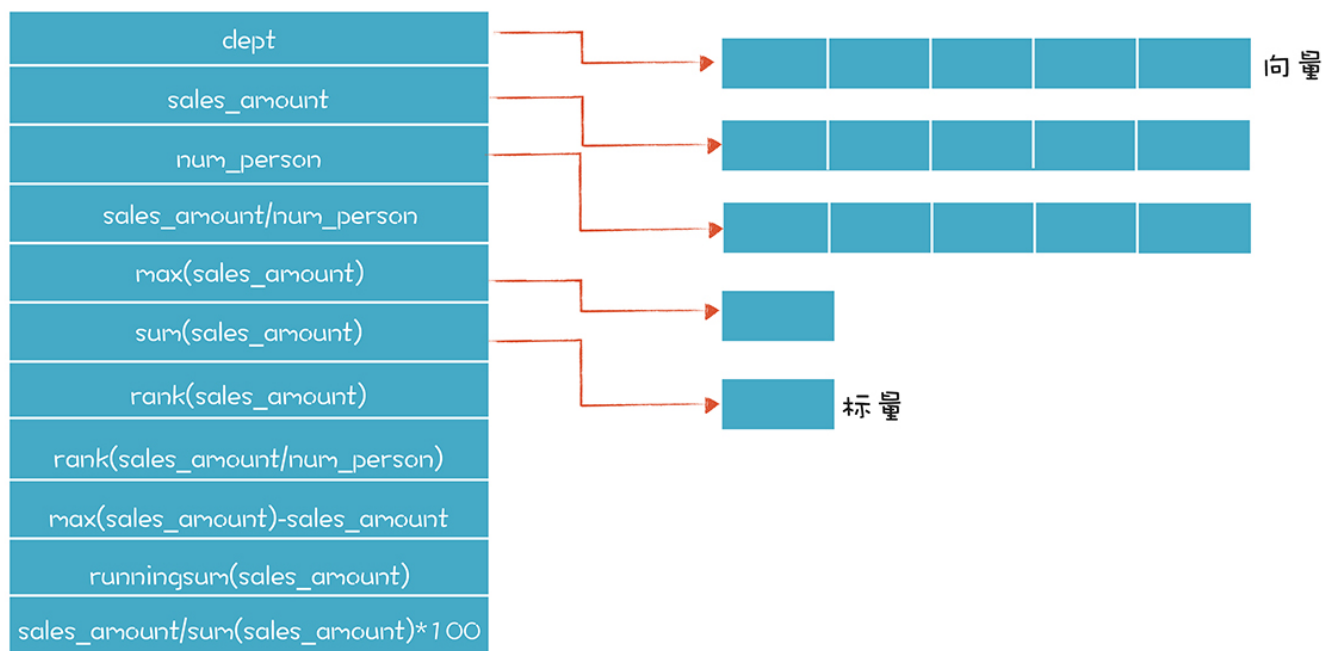 dept
向量
sales_amount
num_person
sales_amount/num_person
max(sales_amount)
sum(sales_amount)
标量
rank(sales_amount)
rank(sales_amount/num_person)
max(sales_amount)-sales_amount
runningsum(sales_amount)
sales_amount/sum(sales_amount)*100